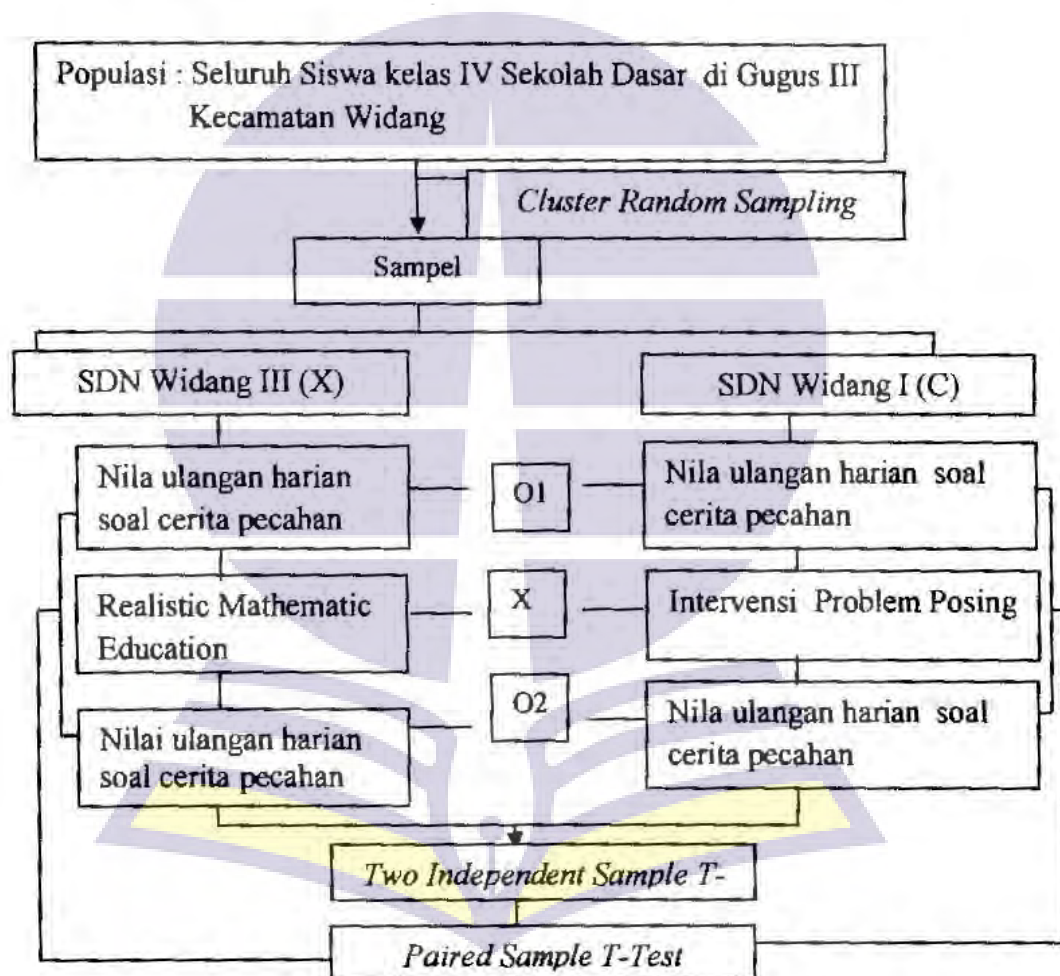 Populasi : Seluruh Siswa kelas IV Sekolah Dasar di Gugus III
Kecamatan Widang
Cluster Random Sampling
Sampel
SDN Widang III (X)
SDN Widang I (C)
Nila ulangan harian
soal cerita pecahan
O1
Nila ulangan harian soal
cerita pecahan
Realistic Mathematic
Education
X
Intervensi Problem Posing
Nilai ulangan harian
soal cerita pecahan
O2
Nila ulangan harian soal
cerita pecahan
Two Independent Sample T-
Paired Sample T-Test